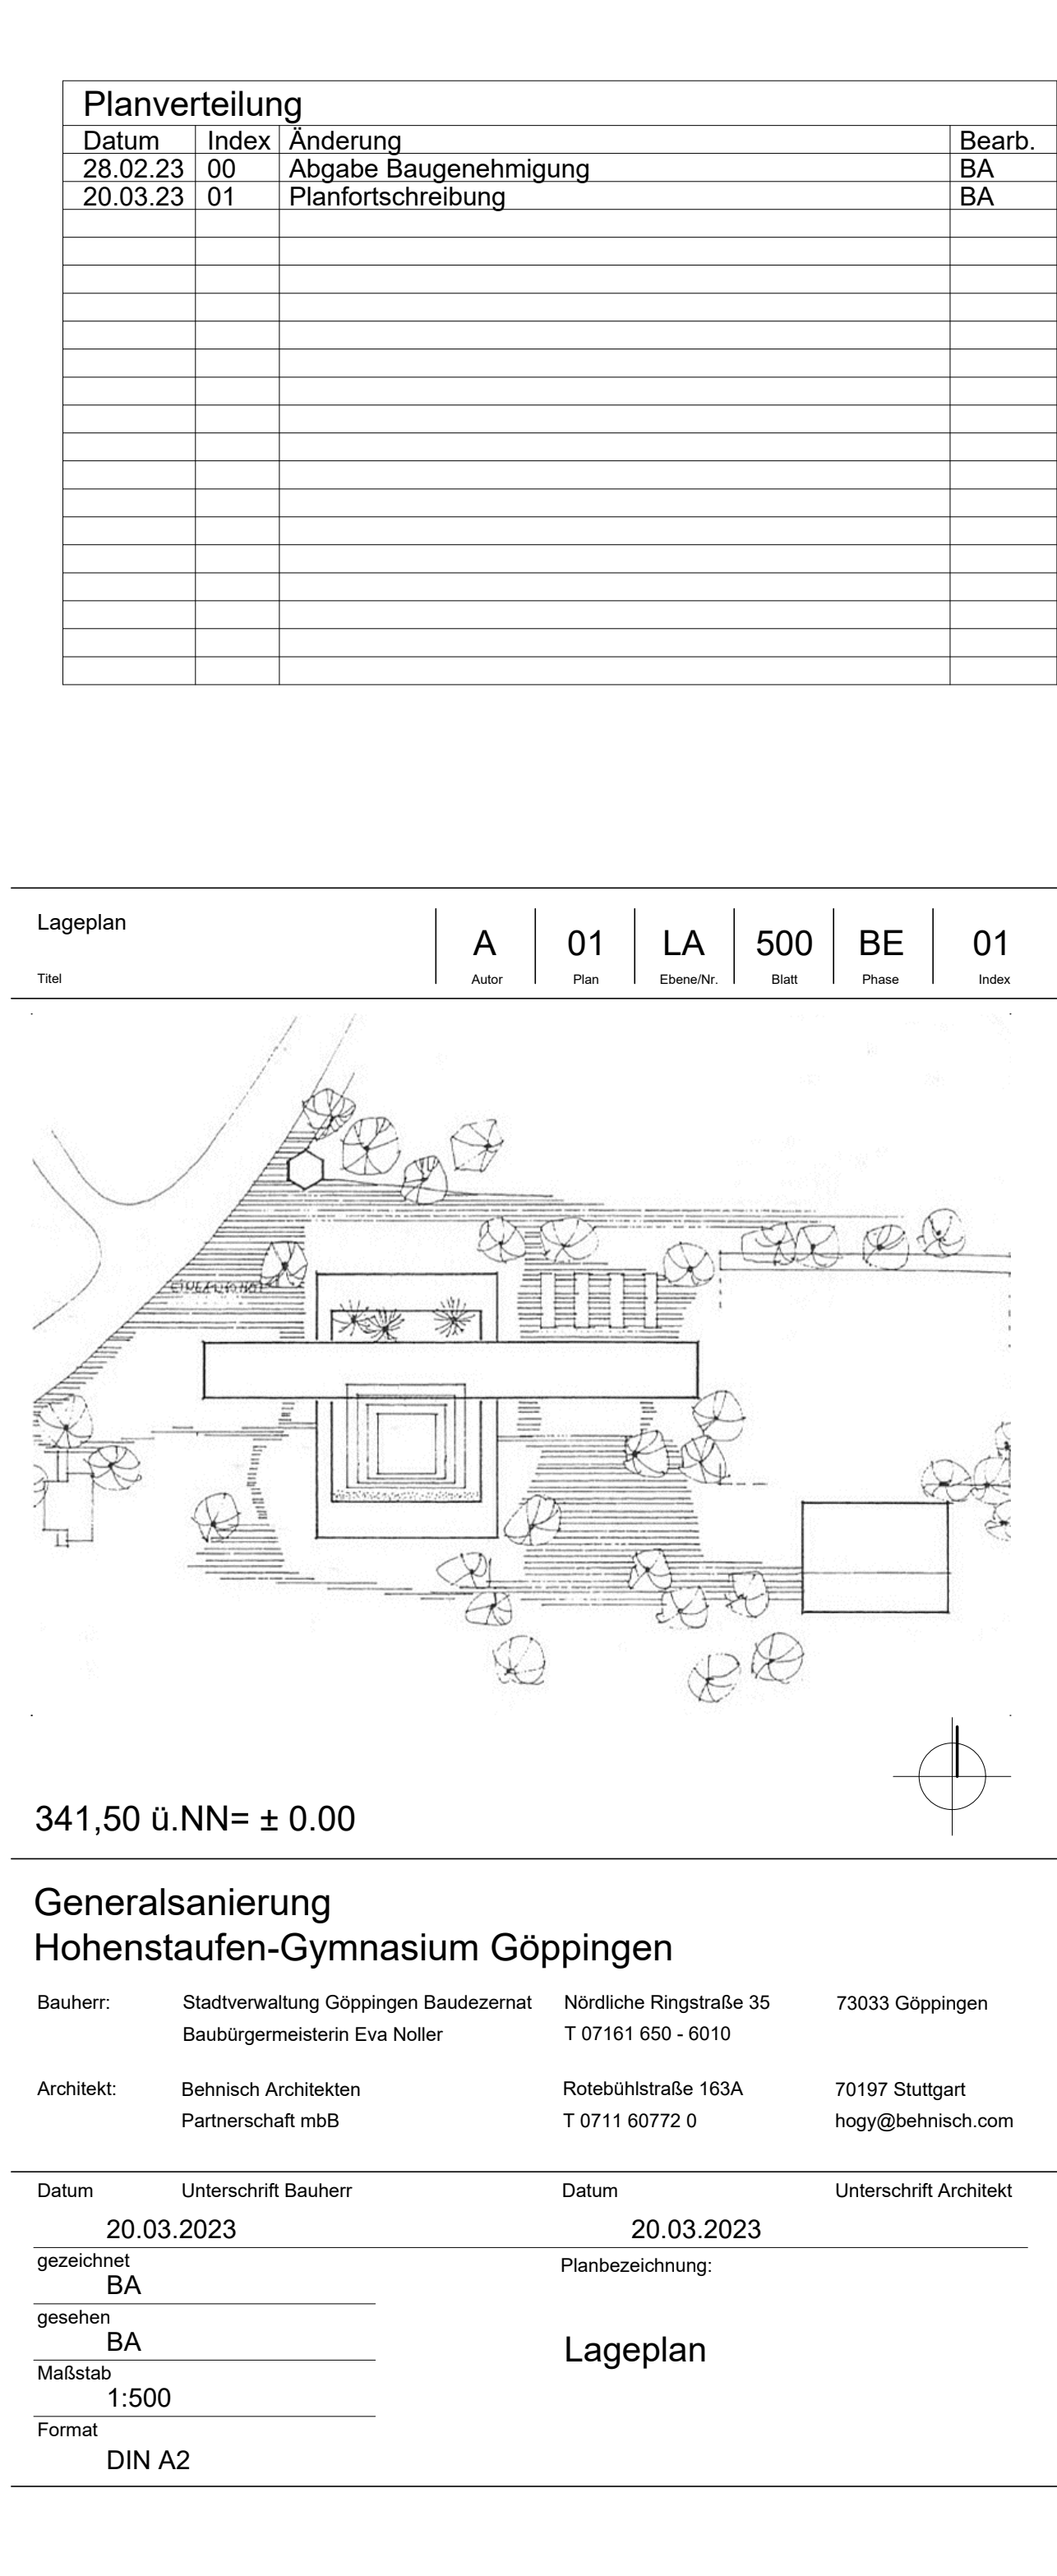 Planverteilung
Datum Index Änderung Bearb.
28.02.23 00 Abgabe Baugenehmigung BA
20.03.23 01 Planfortschreibung BA
Lageplan
A 01 LA 500 BE 01
Titel Autor Plan Ebene/Nr. Blatt Phase Index
341,50 ü.NN= ± 0.00
Generalsanierung
Hohenstaufen-Gymnasium Göppingen
Bauherr: Stadtverwaltung Göppingen Baudezernat Nördliche Ringstraße 35 73033 Göppingen
Baubürgermeisterin Eva Noller T 07161 650 - 6010
Architekt: Behnisch Architekten Rotebühlstraße 163A 70197 Stuttgart
Partnerschaft mbB T 0711 60772 0 hogy@behnisch.com
Datum Unterschrift Bauherr Datum Unterschrift Architekt
20.03.2023 20.03.2023
gezeichnet Planbezeichnung:
BA
gesehen
BA
Lageplan
Maßstab
1:500
Format
DIN A2